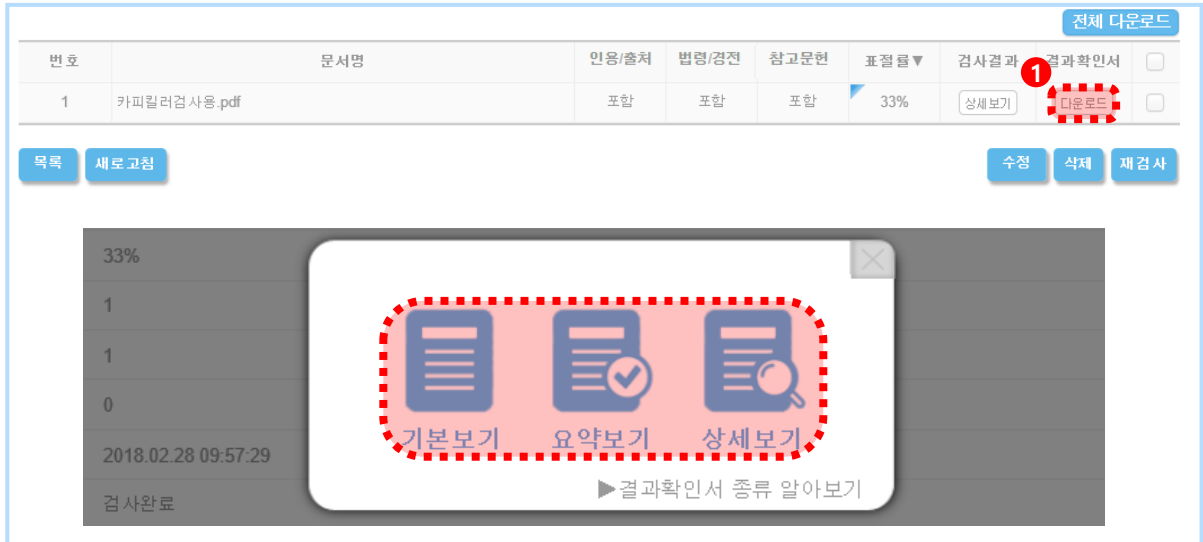 전체 다운로드
번호 문서명 인용/출처 법령/경전 참고문헌 표절률▼ 검사결과 결과확인서
1
1 카피킬러검사용.pdf 포함 포함 포함 33% 상세보기 다운로드
목록 새로고침 수정 삭제 재검사
33%
1
1
0
기본보기 요약보기 상세보기
2018.02.28 09:57:29
▶결과확인서 종류 알아보기
검사완료